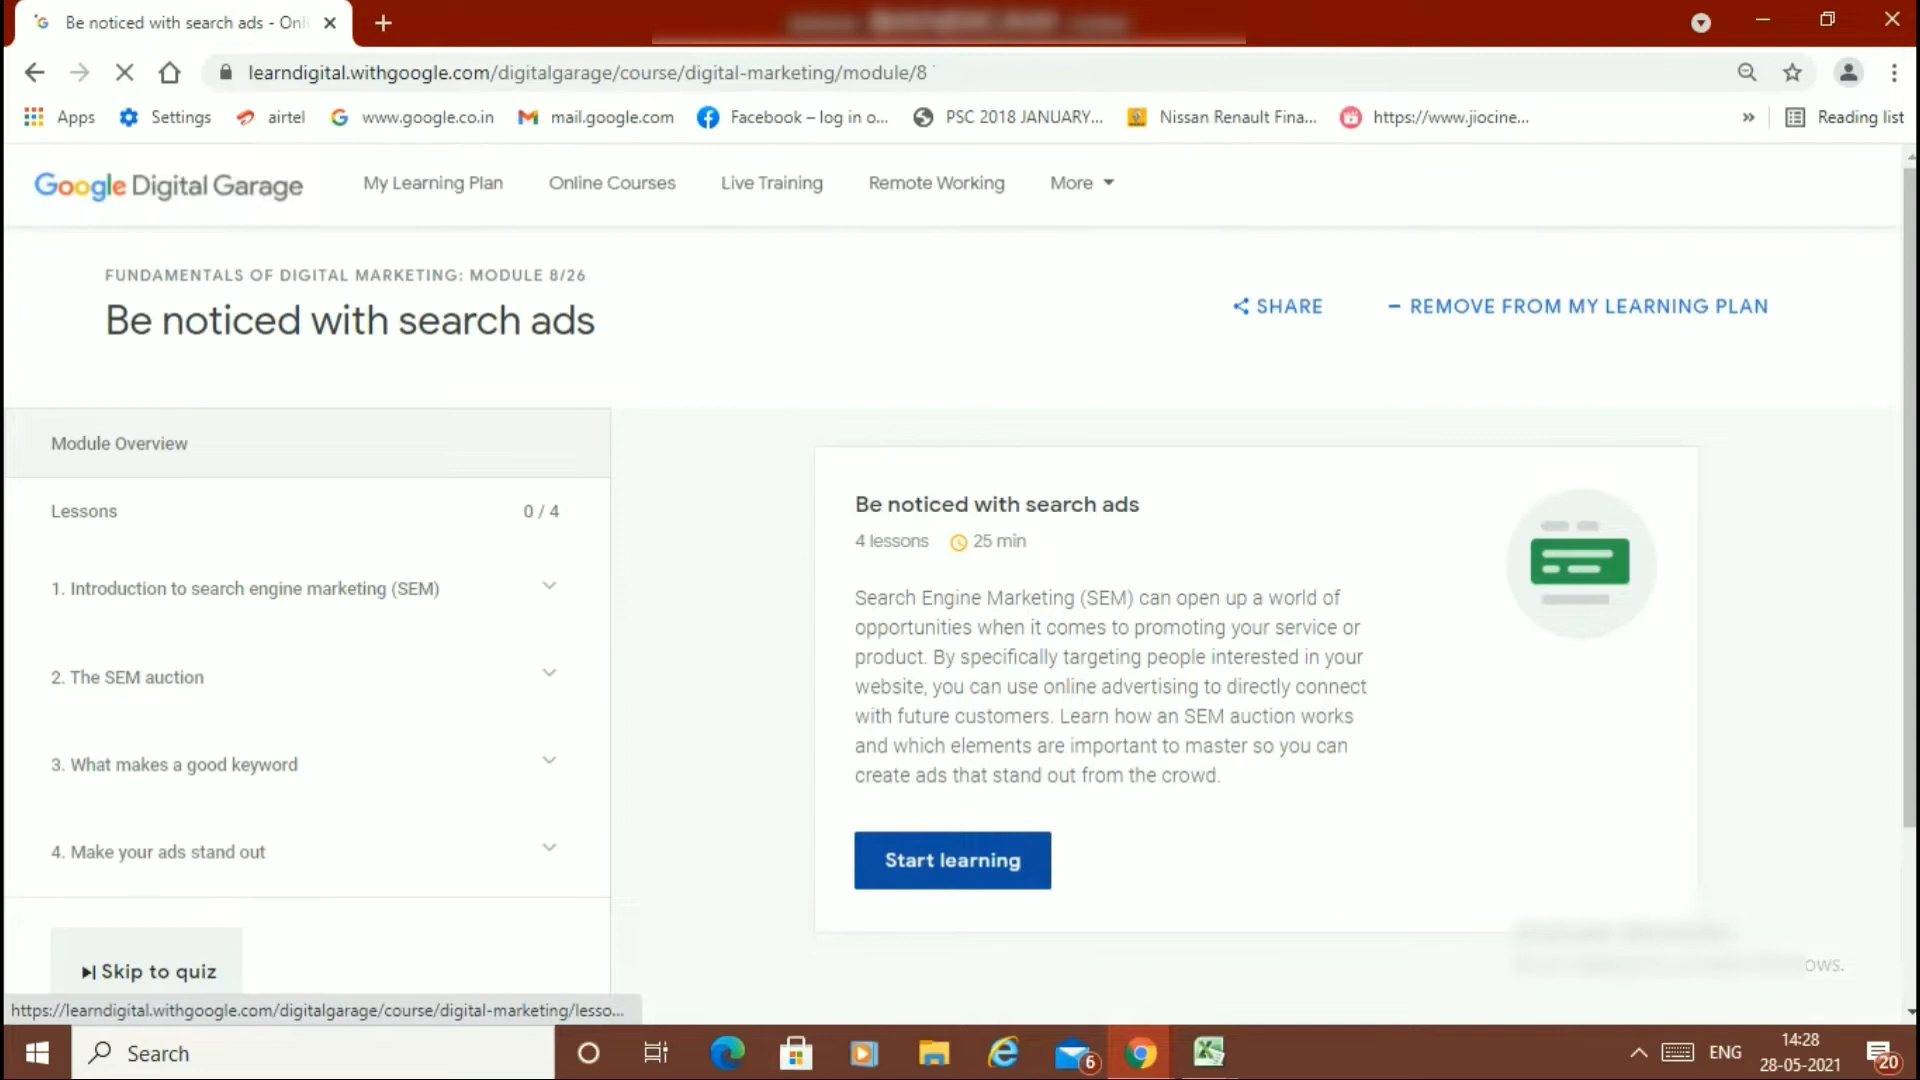 Be noticed with search ads - Onli
learndigital.withgoogle.com/digitalgarage/course/digital-marketing/module/8
Apps Settings airtel www.google.co.in mail.google.com Facebook – log in o... PSC 2018 JANUARY... Nissan Renault Fina... https://www.jiocine... » Reading list
Google Digital Garage My Learning Plan Online Courses Live Training Remote Working More
FUNDAMENTALS OF DIGITAL MARKETING: MODULE 8/26
Be noticed with search ads
SHARE – REMOVE FROM MY LEARNING PLAN
Module Overview
Lessons 0 / 4
1. Introduction to search engine marketing (SEM)
2. The SEM auction
3. What makes a good keyword
4. Make your ads stand out
Skip to quiz
Be noticed with search ads
4 lessons 25 min
Search Engine Marketing (SEM) can open up a world of
opportunities when it comes to promoting your service or
product. By specifically targeting people interested in your
website, you can use online advertising to directly connect
with future customers. Learn how an SEM auction works
and which elements are important to master so you can
create ads that stand out from the crowd.
Start learning
https://learndigital.withgoogle.com/digitalgarage/course/digital-marketing/lesso...
Search
6
ENG
14:28
28-05-2021
20